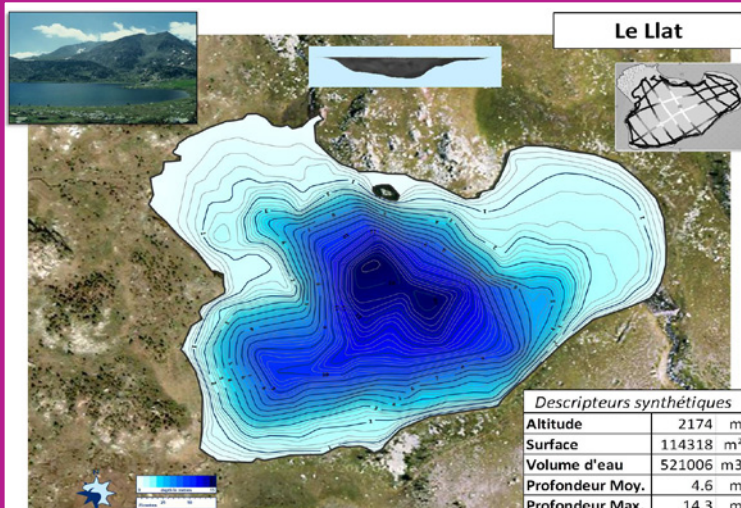 Le Llat
Descripteurs synthétiques
Altitude 2174 m
Surface 114318 m²
Volume d'eau 521006 m3
Profondeur Moy. 4.6 m
Profondeur Max 14.3 m